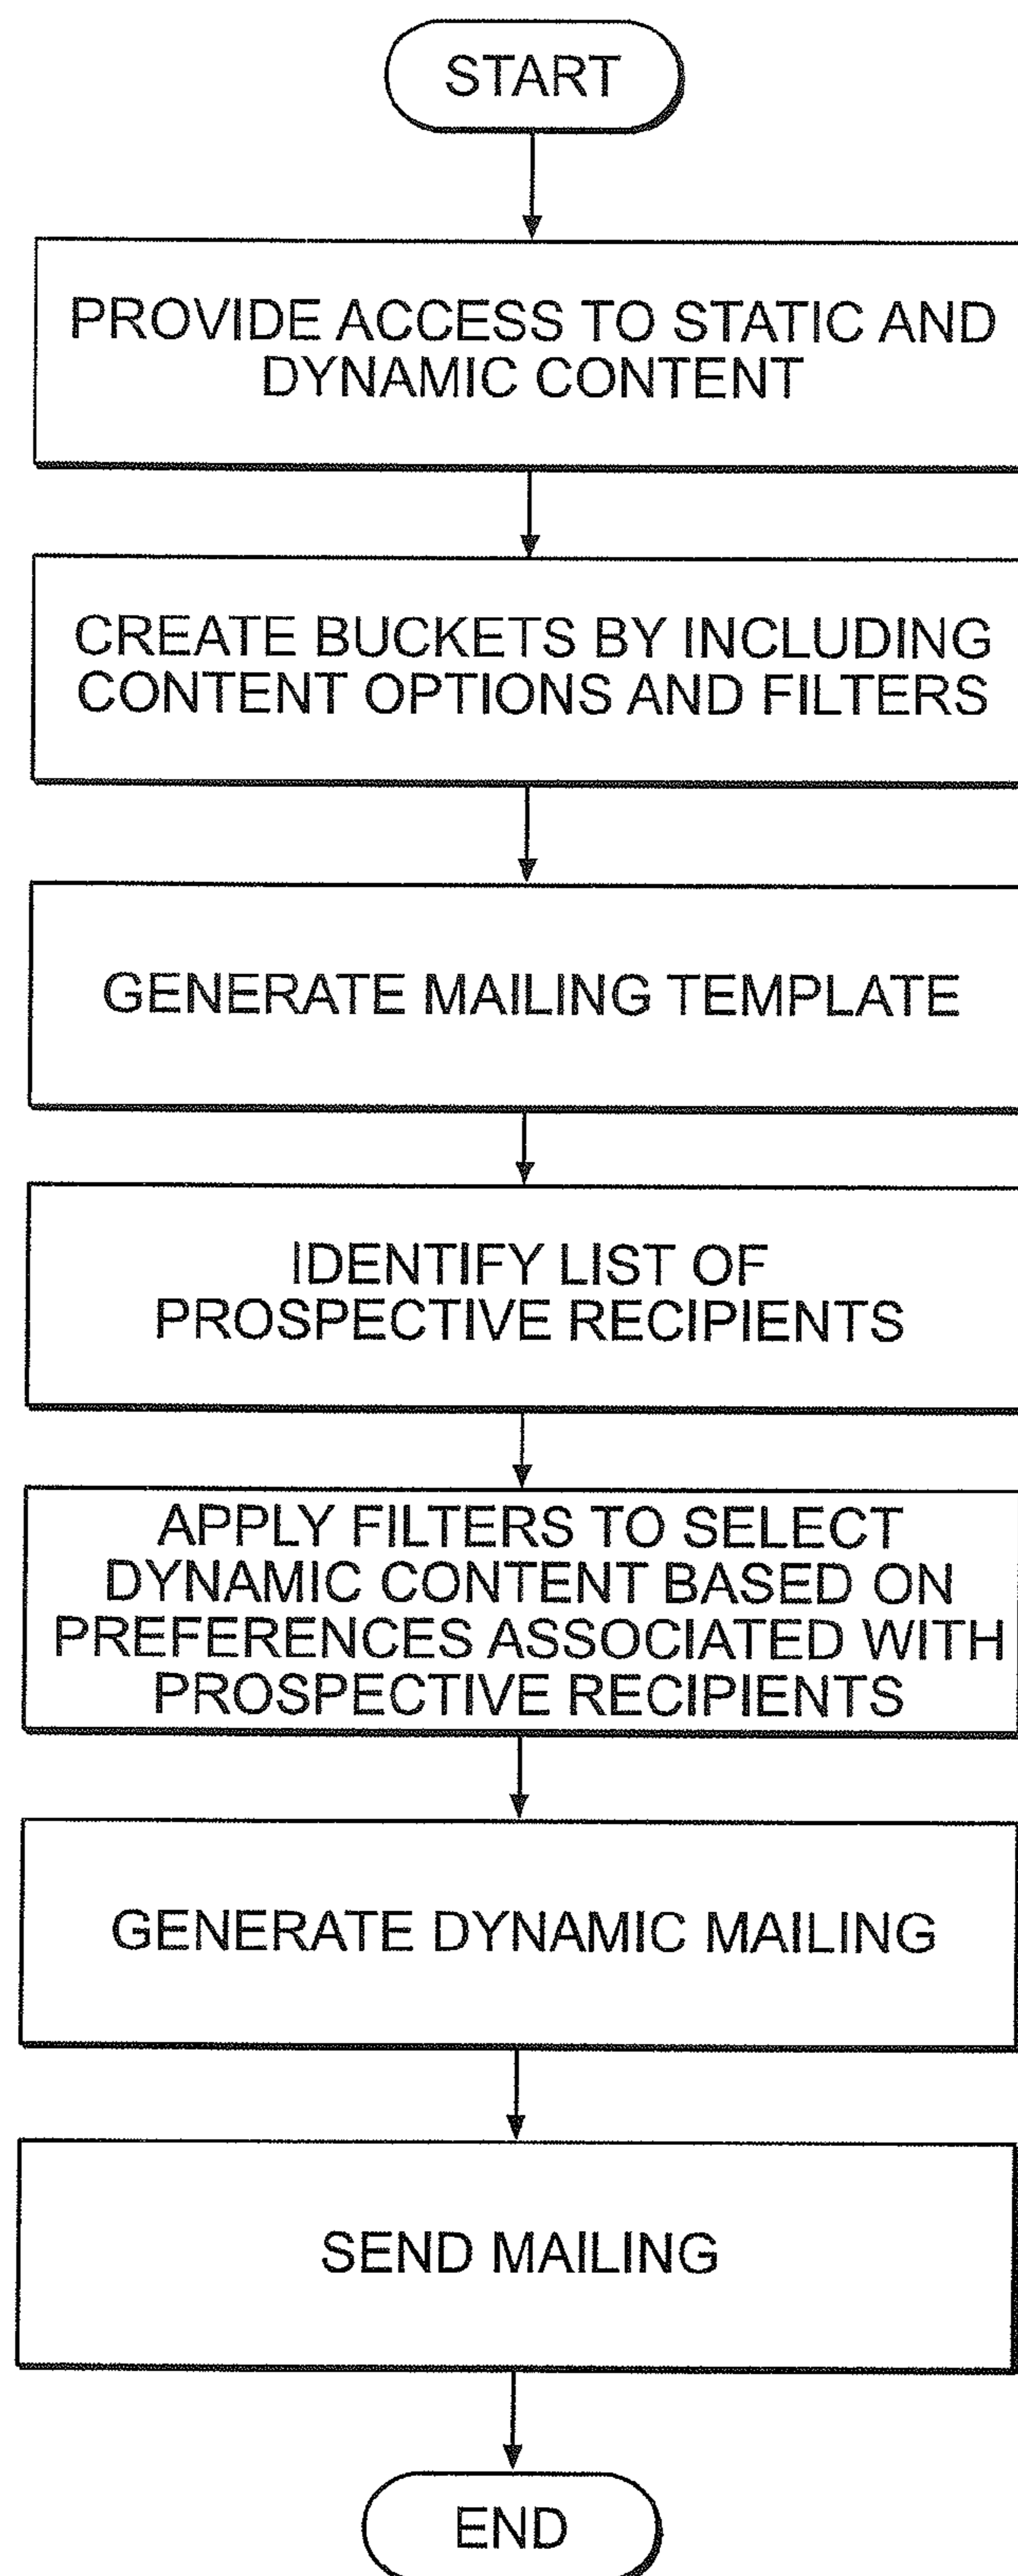 START
PROVIDE ACCESS TO STATIC AND
DYNAMIC CONTENT
CREATE BUCKETS BY INCLUDING
CONTENT OPTIONS AND FILTERS
GENERATE MAILING TEMPLATE
IDENTIFY LIST OF
PROSPECTIVE RECIPIENTS
APPLY FILTERS TO SELECT
DYNAMIC CONTENT BASED ON
PREFERENCES ASSOCIATED WITH
PROSPECTIVE RECIPIENTS
GENERATE DYNAMIC MAILING
SEND MAILING
END